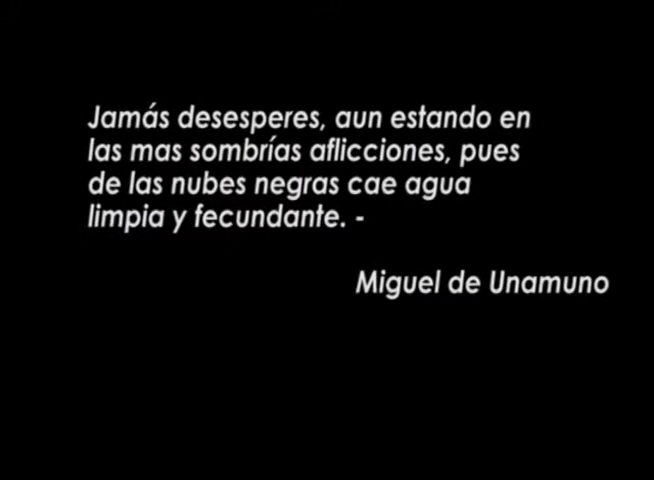 Jamás desesperes, aun estando en
las mas sombrías aflicciones, pues
de las nubes negras cae agua
limpia y fecundante. -
Miguel de Unamuno